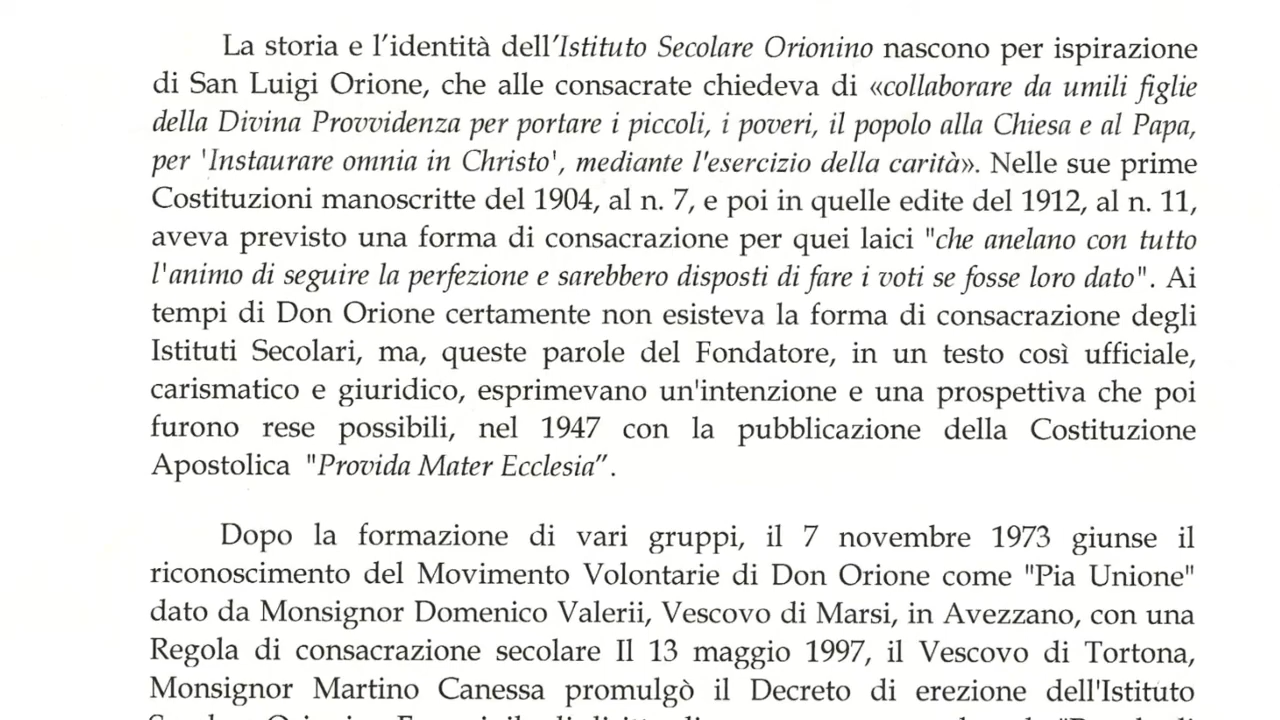 La storia e l’identità dell’Istituto Secolare Orionino nascono per ispirazione
di San Luigi Orione, che alle consacrate chiedeva di «collaborare da umili figlie
della Divina Provvidenza per portare i piccoli, i poveri, il popolo alla Chiesa e al Papa,
per 'Instaurare omnia in Christo', mediante l'esercizio della carità». Nelle sue prime
Costituzioni manoscritte del 1904, al n. 7, e poi in quelle edite del 1912, al n. 11,
aveva previsto una forma di consacrazione per quei laici "che anelano con tutto
l'animo di seguire la perfezione e sarebbero disposti di fare i voti se fosse loro dato". Ai
tempi di Don Orione certamente non esisteva la forma di consacrazione degli
Istituti Secolari, ma, queste parole del Fondatore, in un testo così ufficiale,
carismatico e giuridico, esprimevano un'intenzione e una prospettiva che poi
furono rese possibili, nel 1947 con la pubblicazione della Costituzione
Apostolica "Provida Mater Ecclesia”.
Dopo la formazione di vari gruppi, il 7 novembre 1973 giunse il
riconoscimento del Movimento Volontarie di Don Orione come "Pia Unione"
dato da Monsignor Domenico Valerii, Vescovo di Marsi, in Avezzano, con una
Regola di consacrazione secolare Il 13 maggio 1997, il Vescovo di Tortona,
Monsignor Martino Canessa promulgò il Decreto di erezione dell'Istituto